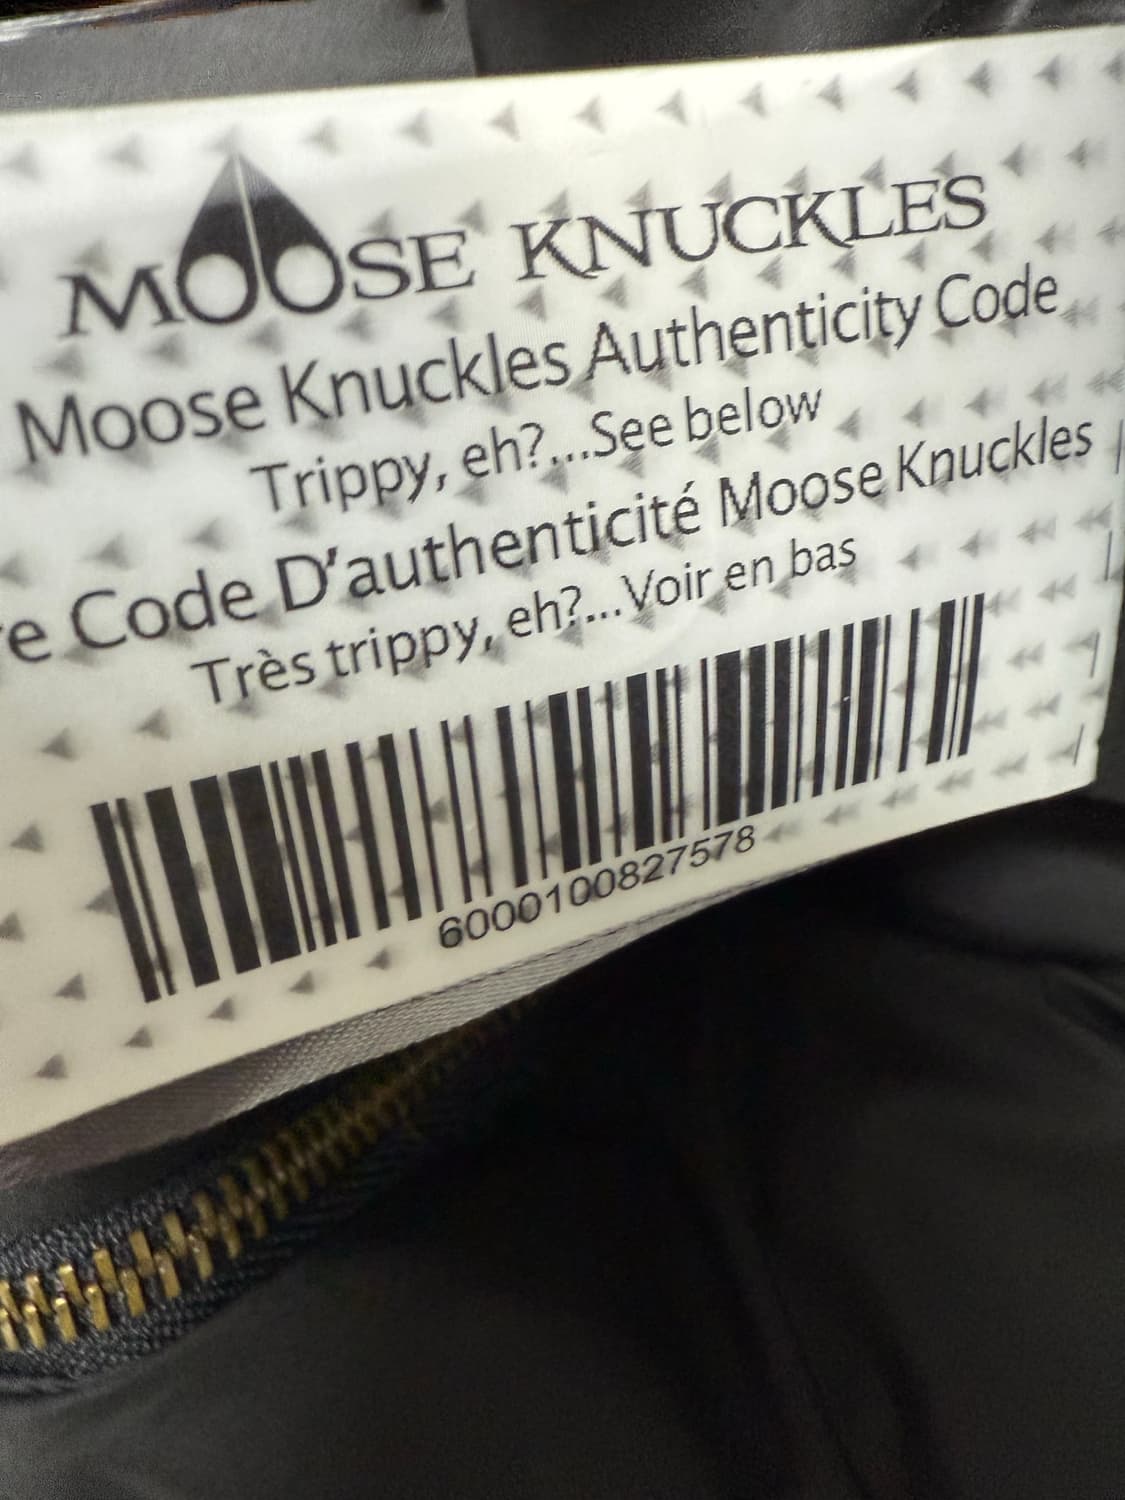 MOOSE KNUCKLES
Moose Knuckles Authenticity Code
Trippy, eh?...See below
Code D'authenticité Moose Knuckles
Très trippy, eh?...Voir en bas
6000100827578